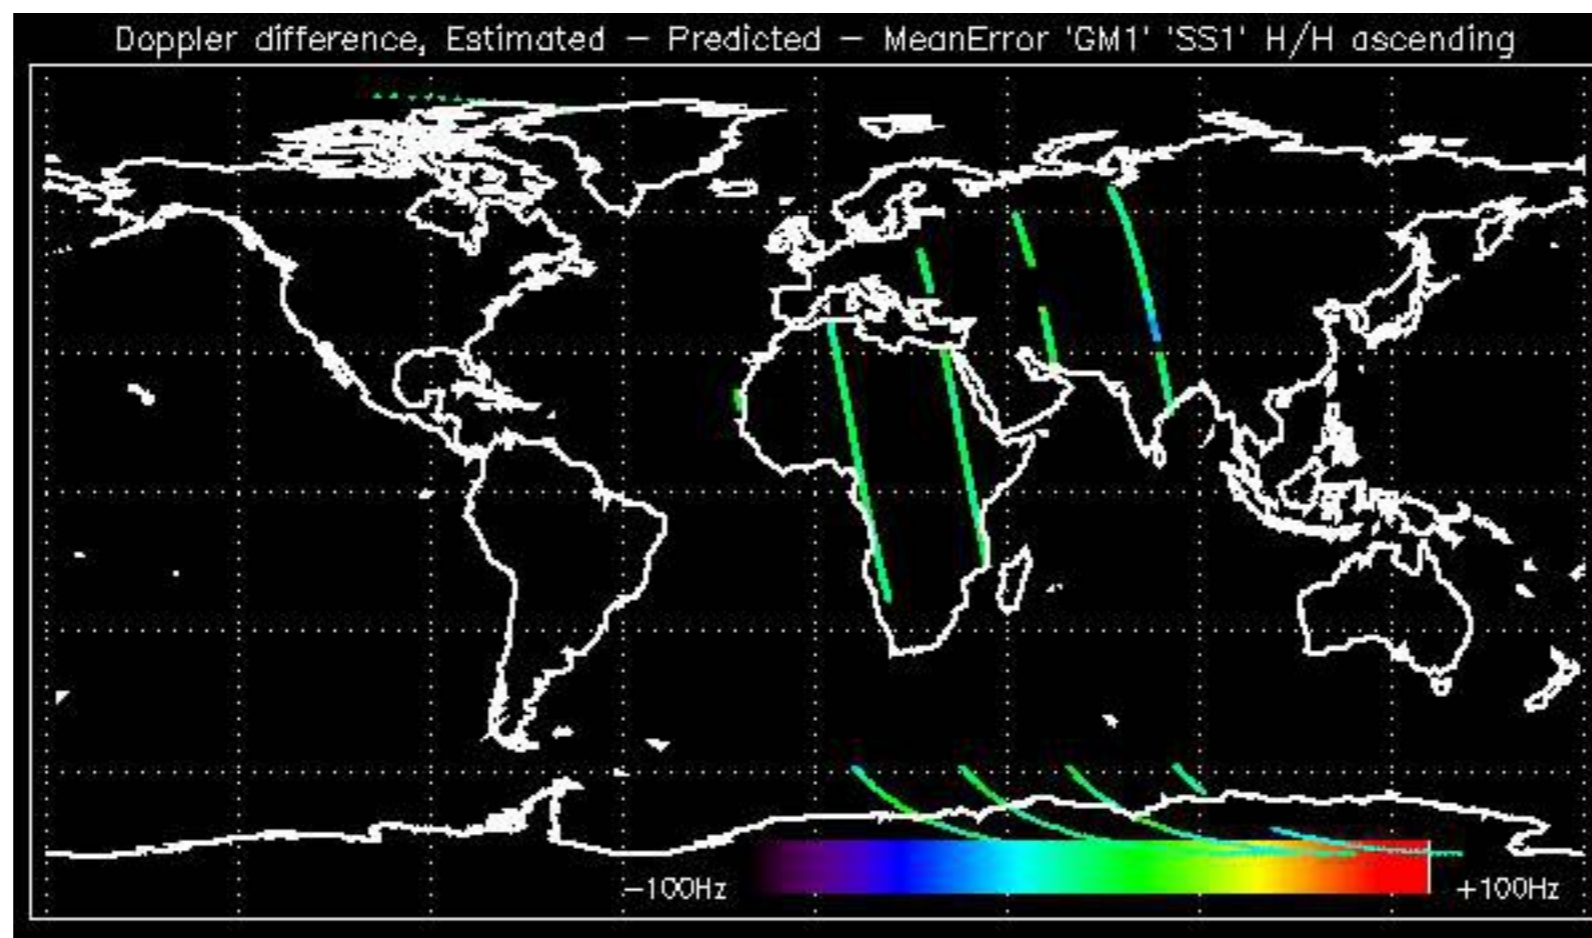 Doppler difference, Estimated – Predicted – MeanError 'GM1' 'SS1' H/H ascending
–100Hz +100Hz